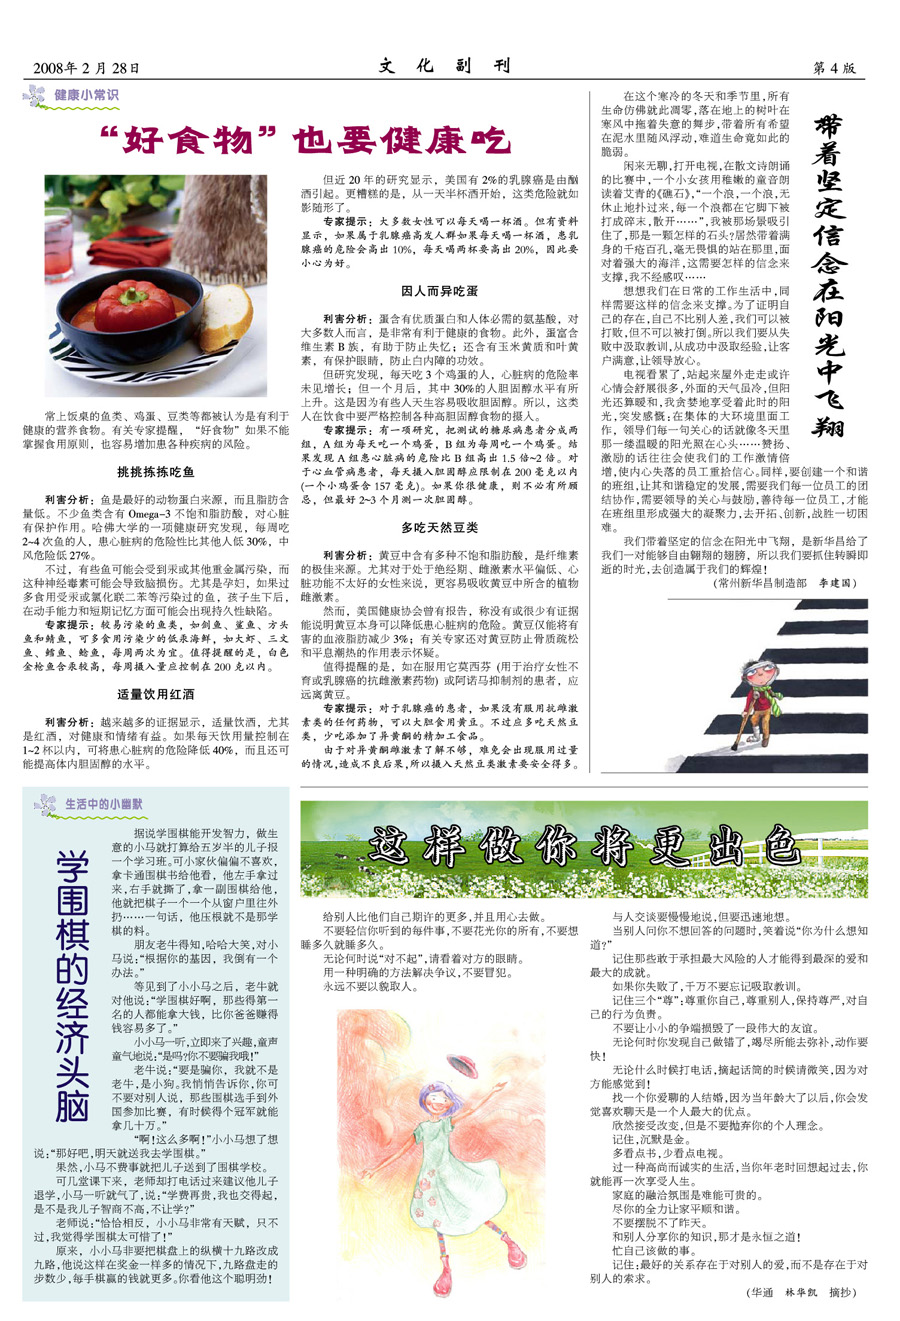 2008年 2 月 28日
文 化 副 刊
第 4 版
健康小常识
“好食物”也要健康吃
常上饭桌的鱼类、鸡蛋、豆类等都被认为是有利于
健康的营养食物。有关专家提醒，“好食物”如果不能
掌握食用原则，也容易增加患各种疾病的风险。
挑挑拣拣吃鱼
利害分析：鱼是最好的动物蛋白来源，而且脂肪含
量低。不少鱼类含有 Omega-3 不饱和脂肪酸，对心脏
有保护作用。哈佛大学的一项健康研究发现，每周吃
2~4 次鱼的人，患心脏病的危险性比其他人低 30%，中
风危险低 27%。
不过，有些鱼可能会受到汞或其他重金属污染，而
这种神经毒素可能会导致脑损伤。尤其是孕妇，如果过
多食用受汞或氯化联二苯等污染过的鱼，孩子生下后，
在动手能力和短期记忆方面可能会出现持久性缺陷。
专家提示：较易污染的鱼类，如剑鱼、鲨鱼、方头
鱼和鲭鱼，可多食用污染少的低汞海鲜，如大虾、三文
鱼、鳕鱼、鲶鱼，每周两次为宜。值得提醒的是，白色
金枪鱼含汞较高，每周摄入量应控制在 200 克以内。
适量饮用红酒
利害分析：越来越多的证据显示，适量饮酒，尤其
是红酒，对健康和情绪有益。如果每天饮用量控制在
1~2 杯以内，可将患心脏病的危险降低 40%，而且还可
能提高体内胆固醇的水平。
但近 20 年的研究显示，美国有 2%的乳腺癌是由酗
酒引起。更糟糕的是，从一天半杯酒开始，这类危险就如
影随形了。
专家提示：大多数女性可以每天喝一杯酒。但有资料
显示，如果属于乳腺癌高发人群如果每天喝一杯酒，患乳
腺癌的危险会高出 10%，每天喝两杯要高出 20%，因此要
小心为好。
因人而异吃蛋
利害分析：蛋含有优质蛋白和人体必需的氨基酸，对
大多数人而言，是非常有利于健康的食物。此外，蛋富含
维生素 B 族，有助于防止失忆；还含有玉米黄质和叶黄
素，有保护眼睛，防止白内障的功效。
但研究发现，每天吃 3 个鸡蛋的人，心脏病的危险率
未见增长；但一个月后，其中 30%的人胆固醇水平有所
上升。这是因为有些人天生容易吸收胆固醇。所以，这类
人在饮食中要严格控制各种高胆固醇食物的摄入。
专家提示：有一项研究，把测试的糖尿病患者分成两
组，A 组为每天吃一个鸡蛋，B 组为每周吃一个鸡蛋。结
果发现 A 组患心脏病的危险比 B 组高出 1.5 倍~2 倍。对
于心血管病患者，每天摄入胆固醇应限制在 200 毫克以内
(一个小鸡蛋含 157 毫克)。如果你很健康，则不必有所顾
忌，但最好 2~3 个月测一次胆固醇。
多吃天然豆类
利害分析：黄豆中含有多种不饱和脂肪酸，是纤维素
的极佳来源。尤其对于处于绝经期、雌激素水平偏低、心
脏功能不太好的女性来说，更容易吸收黄豆中所含的植物
雌激素。
然而，美国健康协会曾有报告，称没有或很少有证据
能说明黄豆本身可以降低患心脏病的危险。黄豆仅能将有
害的血液脂肪减少 3%；有关专家还对黄豆防止骨质疏松
和平息潮热的作用表示怀疑。
值得提醒的是，如在服用它莫西芬 (用于治疗女性不
育或乳腺癌的抗雌激素药物) 或阿诺马抑制剂的患者，应
远离黄豆。
专家提示：对于乳腺癌的患者，如果没有服用抗雌激
素类的任何药物，可以大胆食用黄豆。不过应多吃天然豆
类，少吃添加了异黄酮的精加工食品。
由于对异黄酮雌激素了解不够，难免会出现服用过量
的情况,造成不良后果,所以摄入天然豆类激素要安全得多。
带着坚定信念在阳光中飞翔
在这个寒冷的冬天和季节里,所有
生命仿佛就此凋零,落在地上的树叶在
寒风中拖着失意的舞步,带着所有希望
在泥水里随风浮动,难道生命竟如此的
脆弱。
闲来无聊,打开电视,在散文诗朗诵
的比赛中,一个小女孩用稚嫩的童音朗
读着艾青的《礁石》,“一个浪,一个浪,无
休止地扑过来,每一个浪都在它脚下被
打成碎末,散开……”,我被那场景吸引
住了,那是一颗怎样的石头?居然带着满
身的千疮百孔,毫无畏惧的站在那里,面
对着强大的海洋,这需要怎样的信念来
支撑,我不经感叹……
想想我们在日常的工作生活中,同
样需要这样的信念来支撑。为了证明自
己的存在,自己不比别人差,我们可以被
打败,但不可以被打倒。所以我们要从失
败中汲取教训,从成功中汲取经验,让客
户满意,让领导放心。
电视看累了,站起来屋外走走或许
心情会舒展很多,外面的天气虽冷,但阳
光还算暖和,我贪婪地享受着此时的阳
光,突发感慨:在集体的大环境里面工
作,领导们每一句关心的话就像冬天里
那一缕温暖的阳光照在心头……赞扬、
激励的话往往会使我们的工作激情倍
增,使内心失落的员工重拾信心。同样,要创建一个和谐
的班组,让其和谐稳定的发展,需要我们每一位员工的团
结协作,需要领导的关心与鼓励,善待每一位员工,才能
在班组里形成强大的凝聚力,去开拓、创新,战胜一切困
难。
我们带着坚定的信念在阳光中飞翔，是新华昌给了
我们一对能够自由翱翔的翅膀，所以我们要抓住转瞬即
逝的时光,去创造属于我们的辉煌！
(常州新华昌制造部　李建国)
生活中的小幽默
学围棋的经济头脑
据说学围棋能开发智力，做生
意的小马就打算给五岁半的儿子报
一个学习班。可小家伙偏偏不喜欢，
拿卡通围棋书给他看，他左手拿过
来,右手就撕了,拿一副围棋给他,
他就把棋子一个一个从窗户里往外
扔……一句话，他压根就不是那学
棋的料。
朋友老牛得知,哈哈大笑,对小
马说:“根据你的基因，我倒有一个
办法。”
等见到了小小马之后，老牛就
对他说:“学围棋好啊，那些得第一
名的人都能拿大钱，比你爸爸赚得
钱容易多了。”
小小马一听,立即来了兴趣,童声
童气地说:“是吗?你不要骗我哦!”
老牛说:“要是骗你，我就不是
老牛,是小狗。我悄悄告诉你,你可
不要对别人说，那些围棋选手到外
国参加比赛，有时候得个冠军就能
拿几十万。”
“啊！这么多啊！”小小马想了想
说:“那好吧,明天就送我去学围棋。”
果然,小马不费事就把儿子送到了围棋学校。
可几堂课下来，老师却打电话过来建议他儿子
退学,小马一听就气了,说:“学费再贵,我也交得起,
是不是我儿子智商不高,不让学?”
老师说:“恰恰相反，小小马非常有天赋，只不
过,我觉得学围棋太可惜了！”
原来，小小马非要把棋盘上的纵横十九路改成
九路,他说这样在奖金一样多的情况下,九路盘走的
步数少,每手棋赢的钱就更多。你看他这个聪明劲！
这样做你将更出色
给别人比他们自己期许的更多,并且用心去做。
不要轻信你听到的每件事,不要花光你的所有,不要想
睡多久就睡多久。
无论何时说“对不起”,请看着对方的眼睛。
用一种明确的方法解决争议,不要冒犯。
永远不要以貌取人。
与人交谈要慢慢地说,但要迅速地想。
当别人问你不想回答的问题时,笑着说“你为什么想知
道?”
记住那些敢于承担最大风险的人才能得到最深的爱和
最大的成就。
如果你失败了,千万不要忘记吸取教训。
记住三个“尊”:尊重你自己,尊重别人,保持尊严,对自
己的行为负责。
不要让小小的争端损毁了一段伟大的友谊。
无论何时你发现自己做错了,竭尽所能去弥补,动作要
快！
无论什么时候打电话,摘起话筒的时候请微笑,因为对
方能感觉到！
找一个你爱聊的人结婚,因为当年龄大了以后,你会发
觉喜欢聊天是一个人最大的优点。
欣然接受改变,但是不要抛弃你的个人理念。
记住,沉默是金。
多看点书,少看点电视。
过一种高尚而诚实的生活,当你年老时回想起过去,你
就能再一次享受人生。
家庭的融洽氛围是难能可贵的。
尽你的全力让家平顺和谐。
不要摆脱不了昨天。
和别人分享你的知识,那才是永恒之道！
忙自己该做的事。
记住:最好的关系存在于对别人的爱,而不是存在于对
别人的索求。
(华通　林华凯　摘抄)